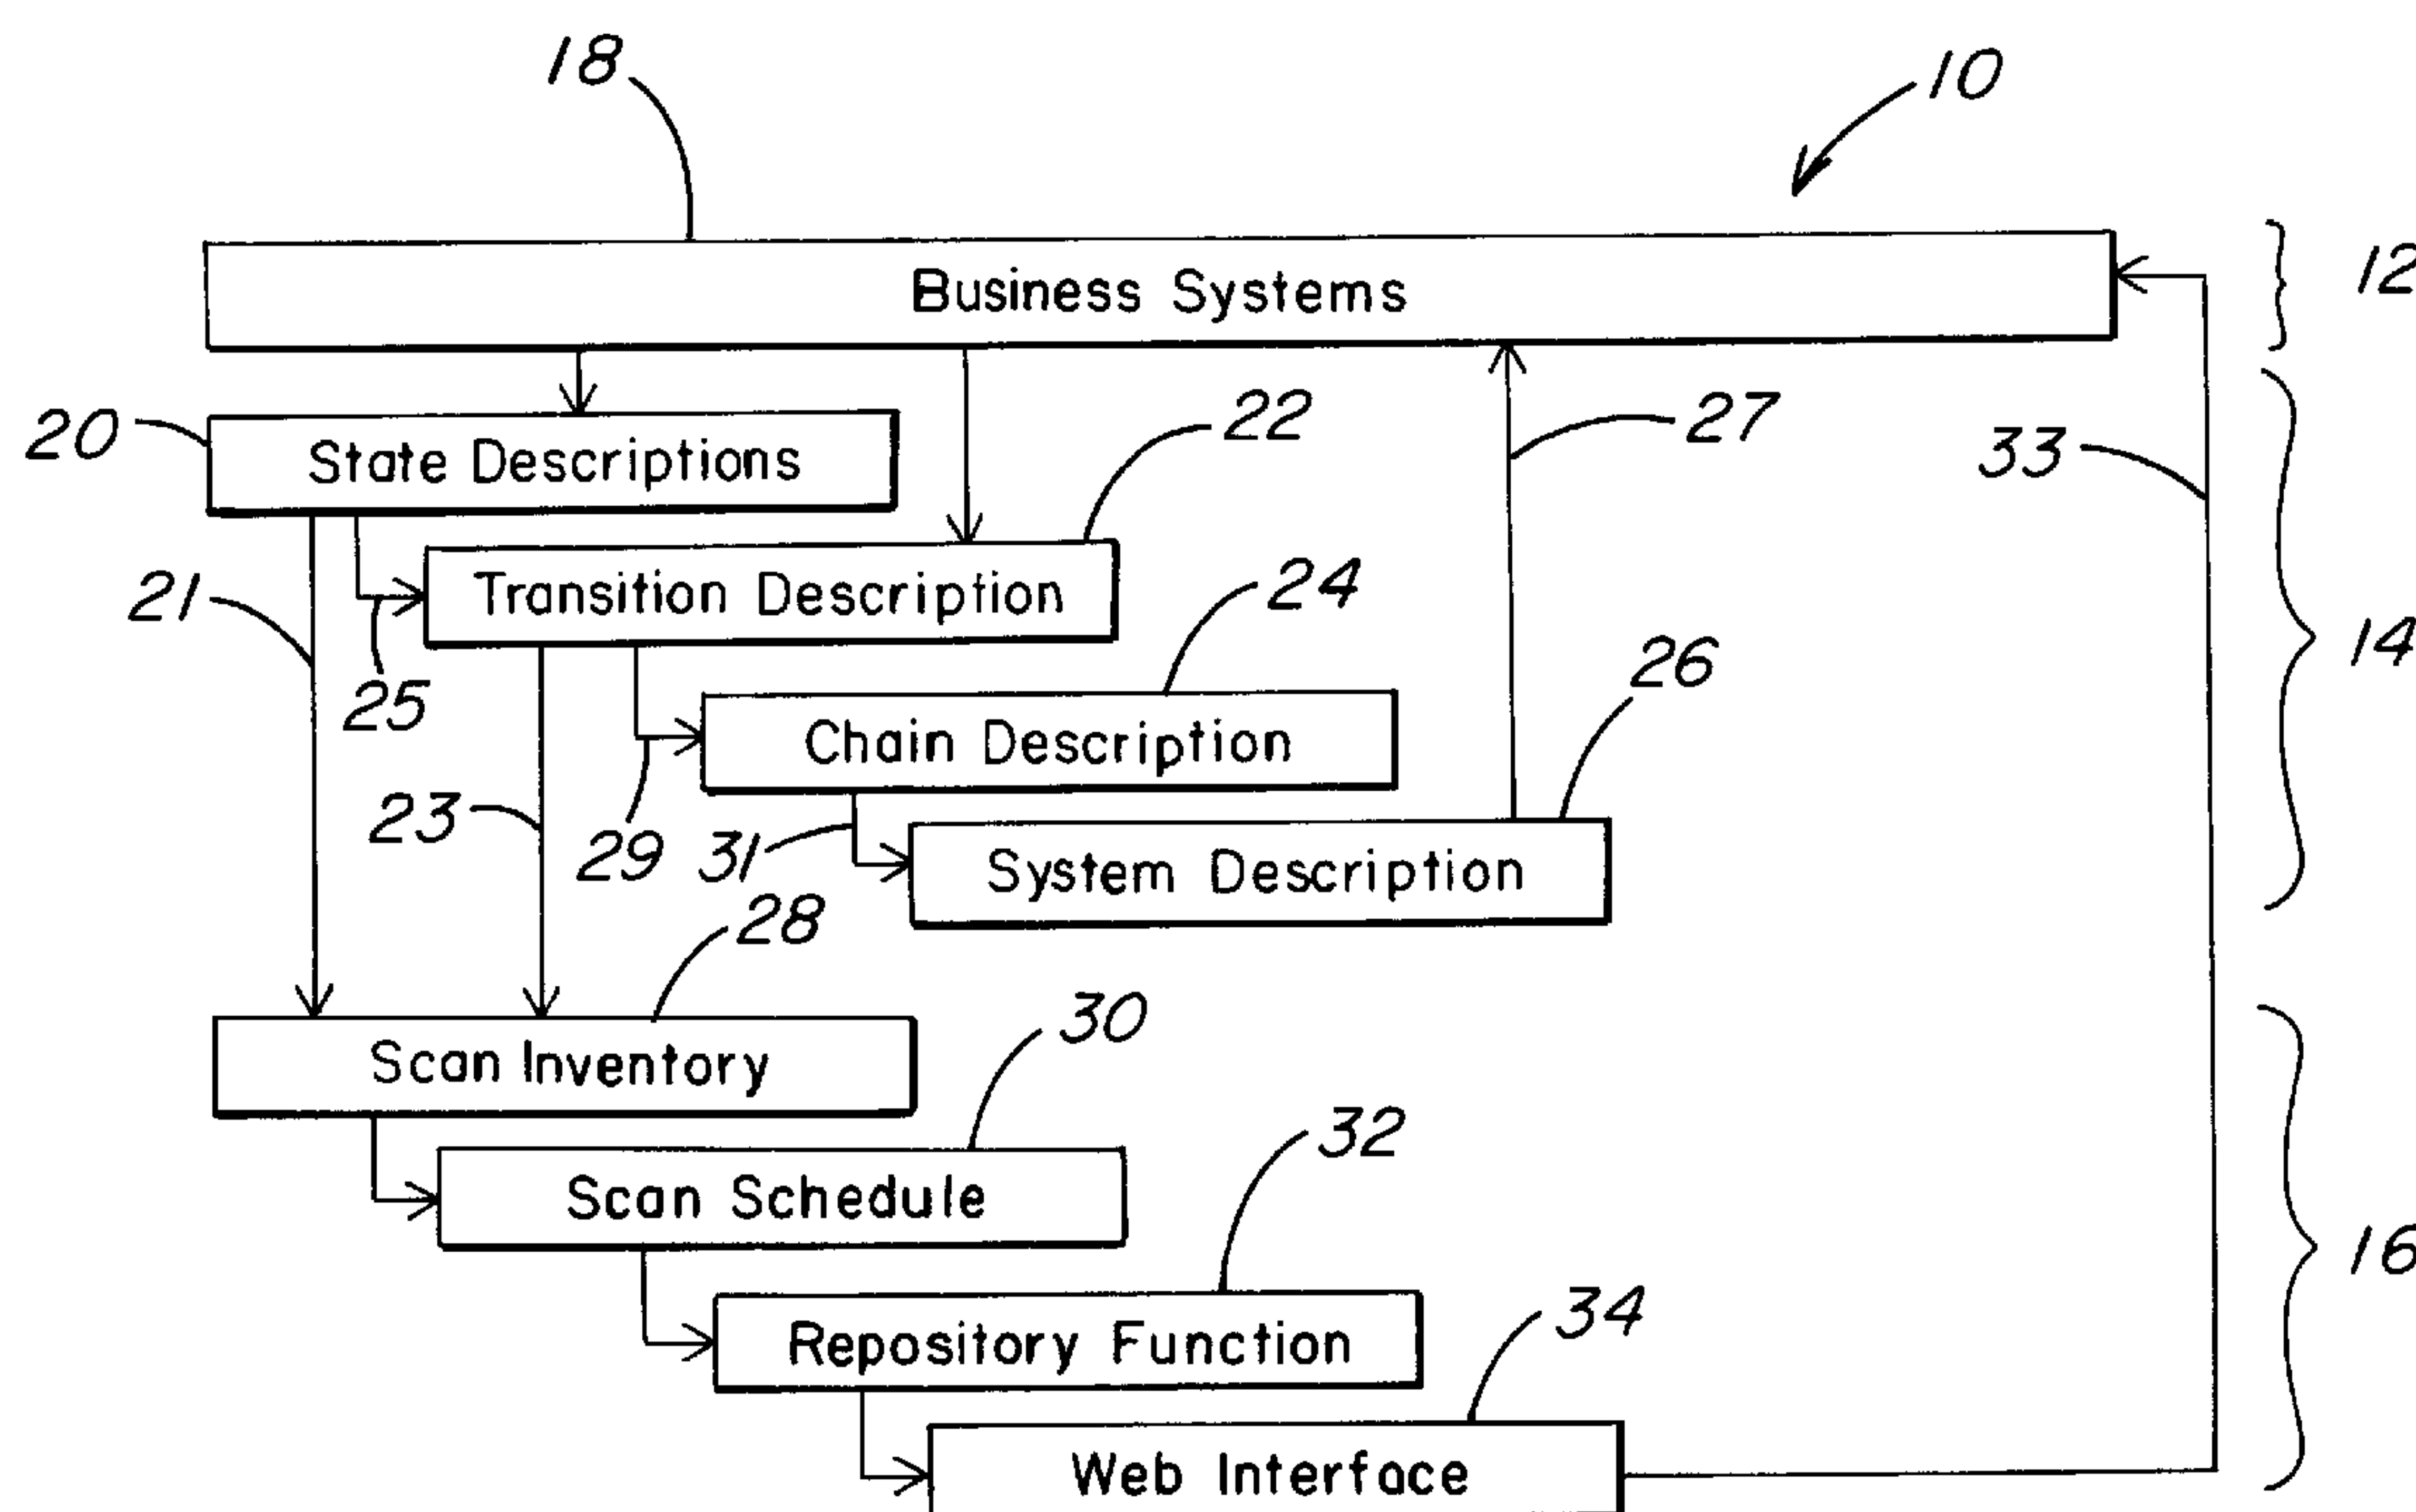 18
10
Business Systems
12
20
State Descriptions
22
27
33
21
Transition Description
24
14
25
26
Chain Description
23
29
31
System Description
28
Scan Inventory
30
32
Scan Schedule
16
34
Repository Function
Web Interface